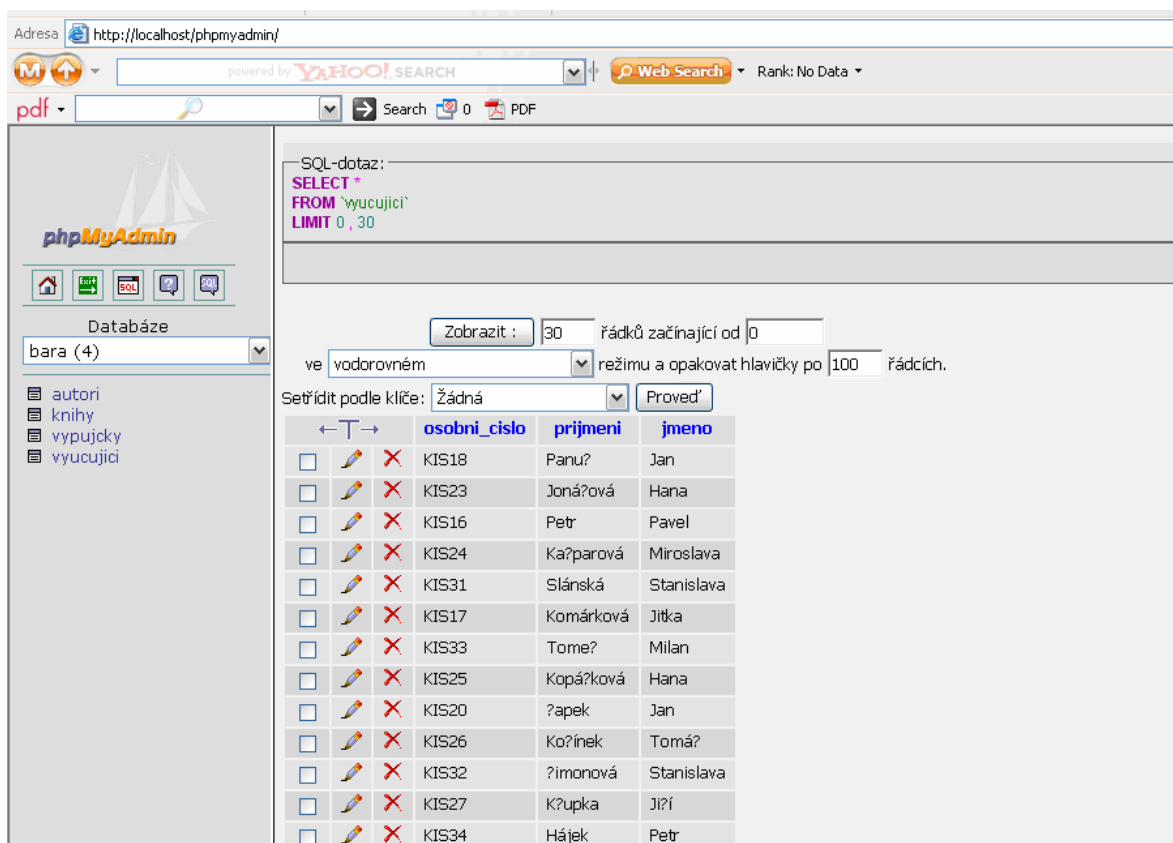 Adresa http://localhost/phpmyadmin/
powered by YAHOO! SEARCH Web Search Rank: No Data
pdf Search 0 PDF
phpMyAdmin
Exit SQL ? SQL
Databáze
bara (4)
autori
knihy
vypujcky
vyucujici
SQL-dotaz:
SELECT *
FROM `vyucujici`
LIMIT 0 , 30
Zobrazit : 30 řádků začínající od 0
ve vodorovném režimu a opakovat hlavičky po 100 řádcích.
Setřídit podle klíče: Žádná Proveď
←T→ osobni_cislo prijmeni jmeno
KIS18 Panu? Jan
KIS23 Joná?ová Hana
KIS16 Petr Pavel
KIS24 Ka?parová Miroslava
KIS31 Slánská Stanislava
KIS17 Komárková Jitka
KIS33 Tome? Milan
KIS25 Kopá?ková Hana
KIS20 ?apek Jan
KIS26 Ko?ínek Tomá?
KIS32 ?imonová Stanislava
KIS27 K?upka Ji?í
KIS34 Hájek Petr